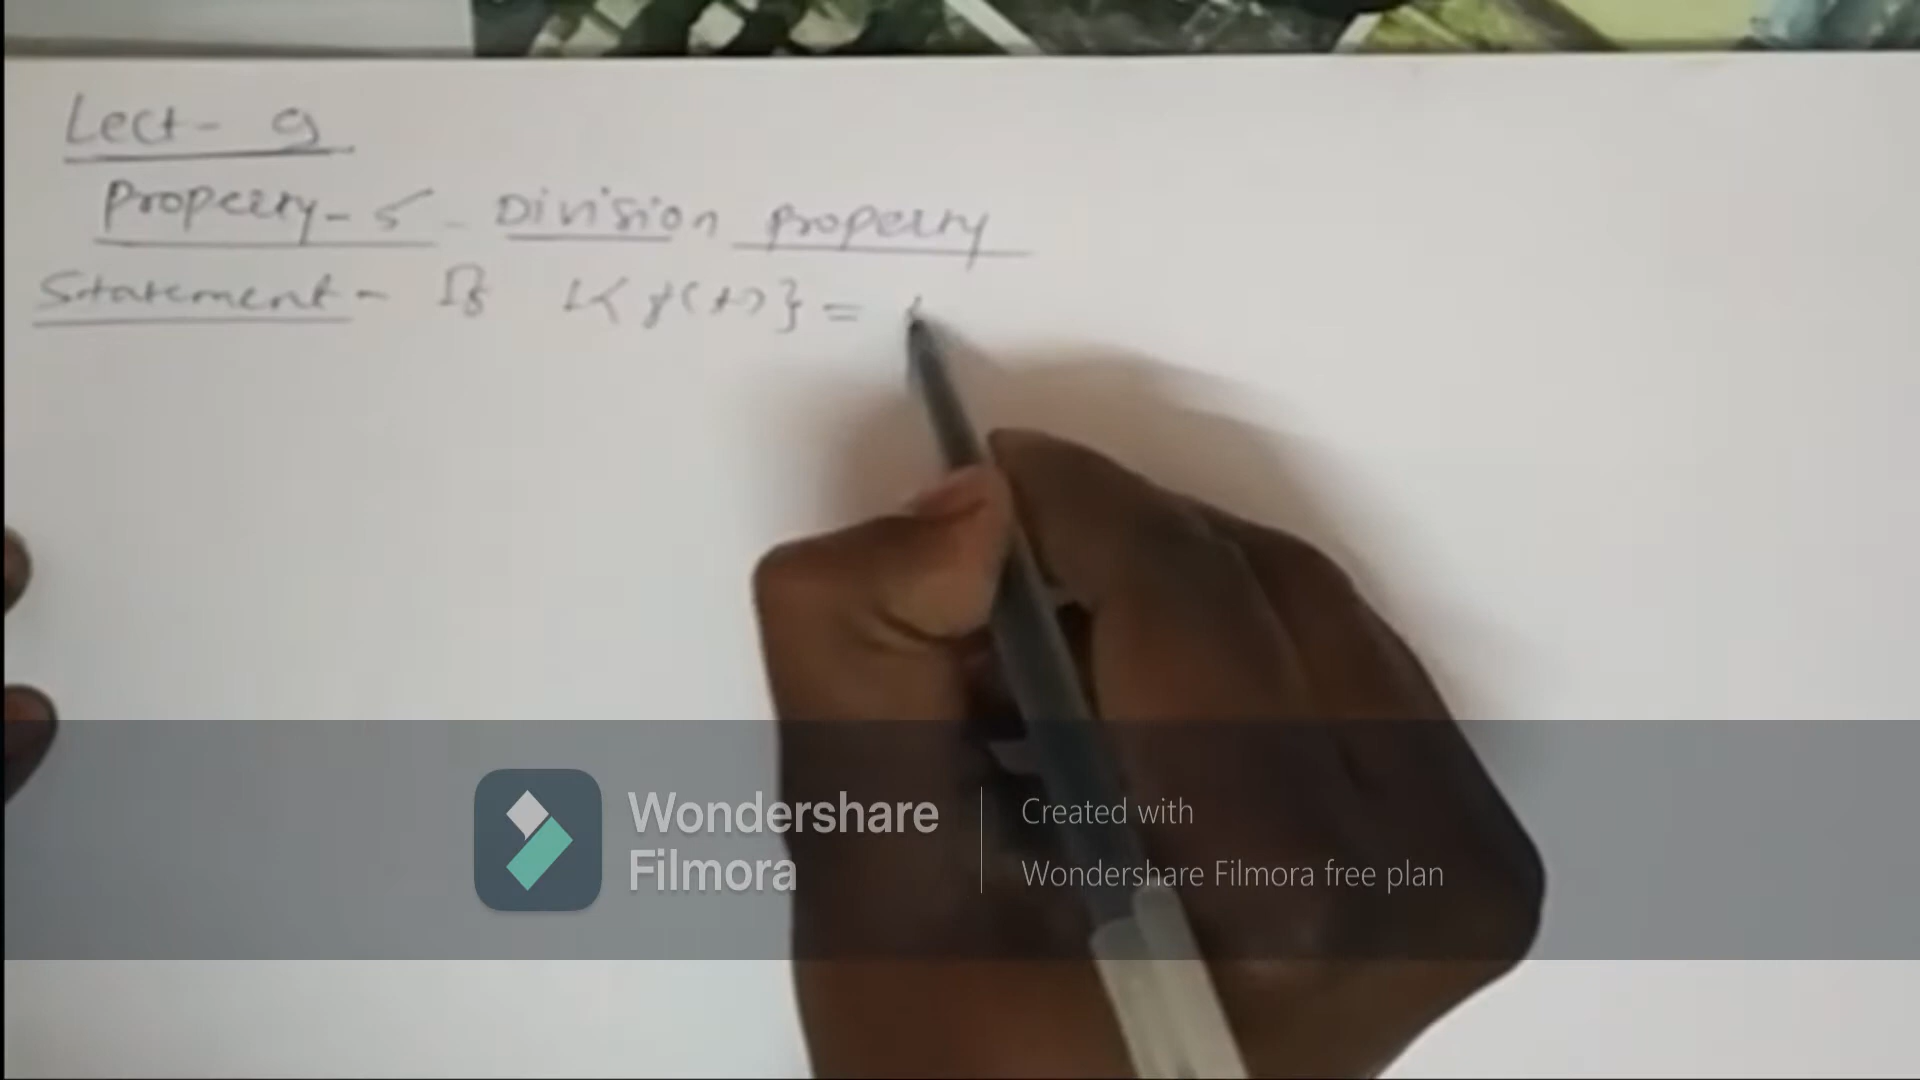 Lect- 9
Property-5 - Division property
Statement - If L{f(t)} =
Wondershare
Filmora
Created with
Wondershare Filmora free plan